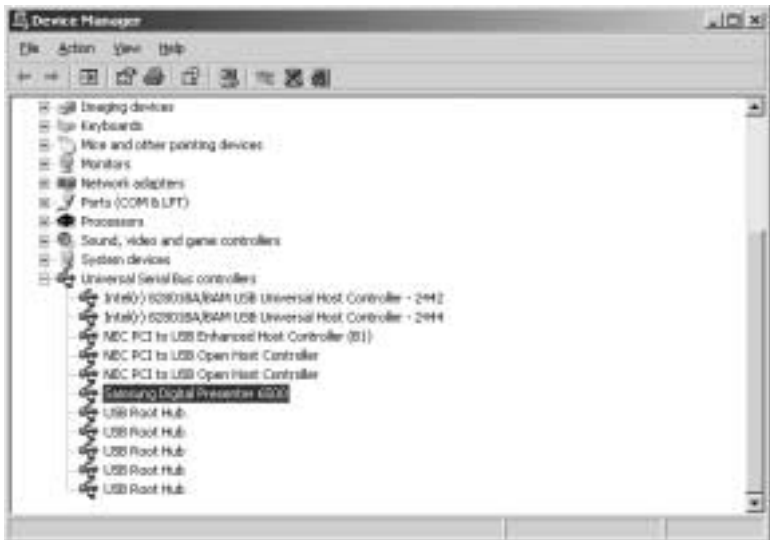 Device Manager
File Action View Help
Imaging devices
Keyboards
Mice and other pointing devices
Monitors
Network adapters
Ports (COM & LPT)
Processors
Sound, video and game controllers
System devices
Universal Serial Bus controllers
Intel(r) 82801BA/BAM USB Universal Host Controller - 2442
Intel(r) 82801BA/BAM USB Universal Host Controller - 2444
NEC PCI to USB Enhanced Host Controller (B1)
NEC PCI to USB Open Host Controller
NEC PCI to USB Open Host Controller
Samsung Digital Presenter
USB Root Hub
USB Root Hub
USB Root Hub
USB Root Hub
USB Root Hub